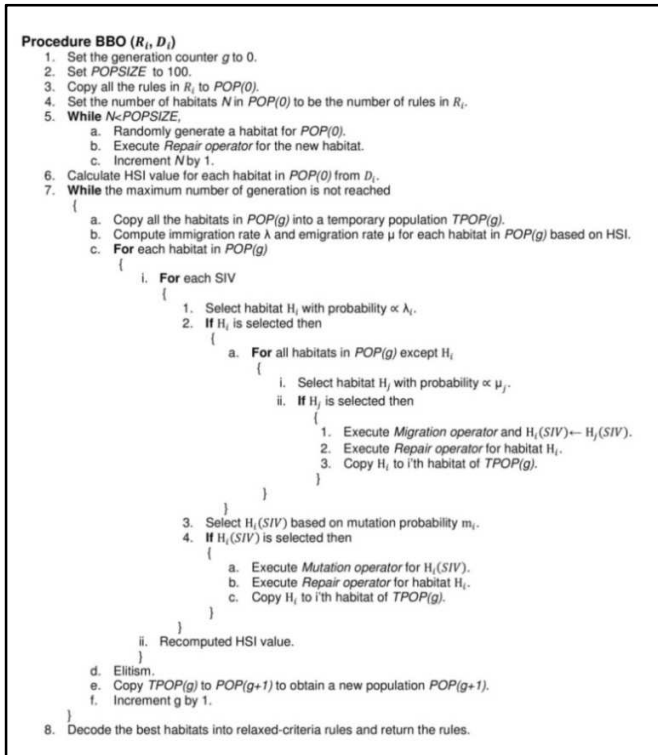 Procedure BBO (Rᵢ, Dᵢ)
1. Set the generation counter g to 0.
2. Set POPSIZE to 100.
3. Copy all the rules in Rᵢ to POP(0).
4. Set the number of habitats N in POP(0) to be the number of rules in Rᵢ.
5. While N<POPSIZE,
a. Randomly generate a habitat for POP(0).
b. Execute Repair operator for the new habitat.
c. Increment N by 1.
6. Calculate HSI value for each habitat in POP(0) from Dᵢ.
7. While the maximum number of generation is not reached
{
a. Copy all the habitats in POP(g) into a temporary population TPOP(g).
b. Compute immigration rate λ and emigration rate μ for each habitat in POP(g) based on HSI.
c. For each habitat in POP(g)
{
i. For each SIV
{
1. Select habitat Hᵢ with probability ∝ λᵢ.
2. If Hᵢ is selected then
{
a. For all habitats in POP(g) except Hᵢ
{
i. Select habitat Hⱼ with probability ∝ μⱼ.
ii. If Hⱼ is selected then
{
1. Execute Migration operator and Hᵢ(SIV)← Hⱼ(SIV).
2. Execute Repair operator for habitat Hᵢ.
3. Copy Hᵢ to i'th habitat of TPOP(g).
}
}
}
3. Select Hᵢ(SIV) based on mutation probability mᵢ.
4. If Hᵢ(SIV) is selected then
{
a. Execute Mutation operator for Hᵢ(SIV).
b. Execute Repair operator for habitat Hᵢ.
c. Copy Hᵢ to i'th habitat of TPOP(g).
}
}
ii. Recomputed HSI value.
}
d. Elitism.
e. Copy TPOP(g) to POP(g+1) to obtain a new population POP(g+1).
f. Increment g by 1.
}
8. Decode the best habitats into relaxed-criteria rules and return the rules.